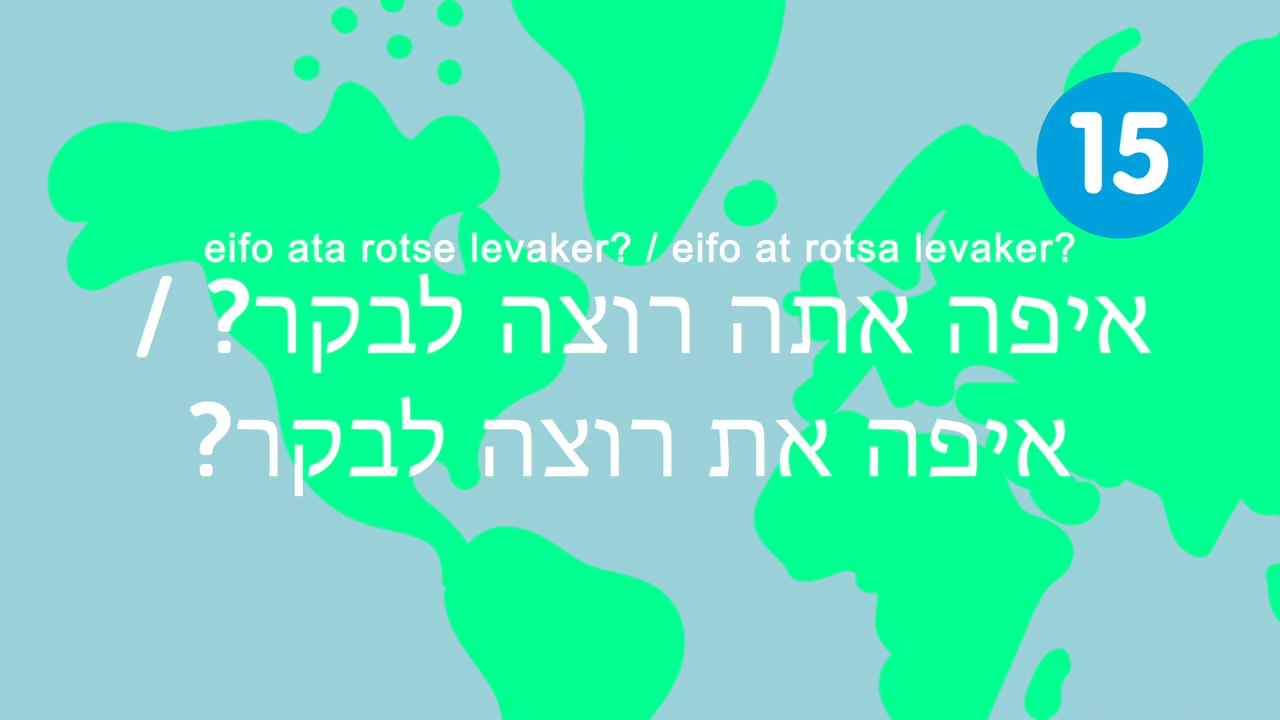 15
eifo ata rotse levaker? / eifo at rotsa levaker?
איפה אתה רוצה לבקר? /
איפה את רוצה לבקר?